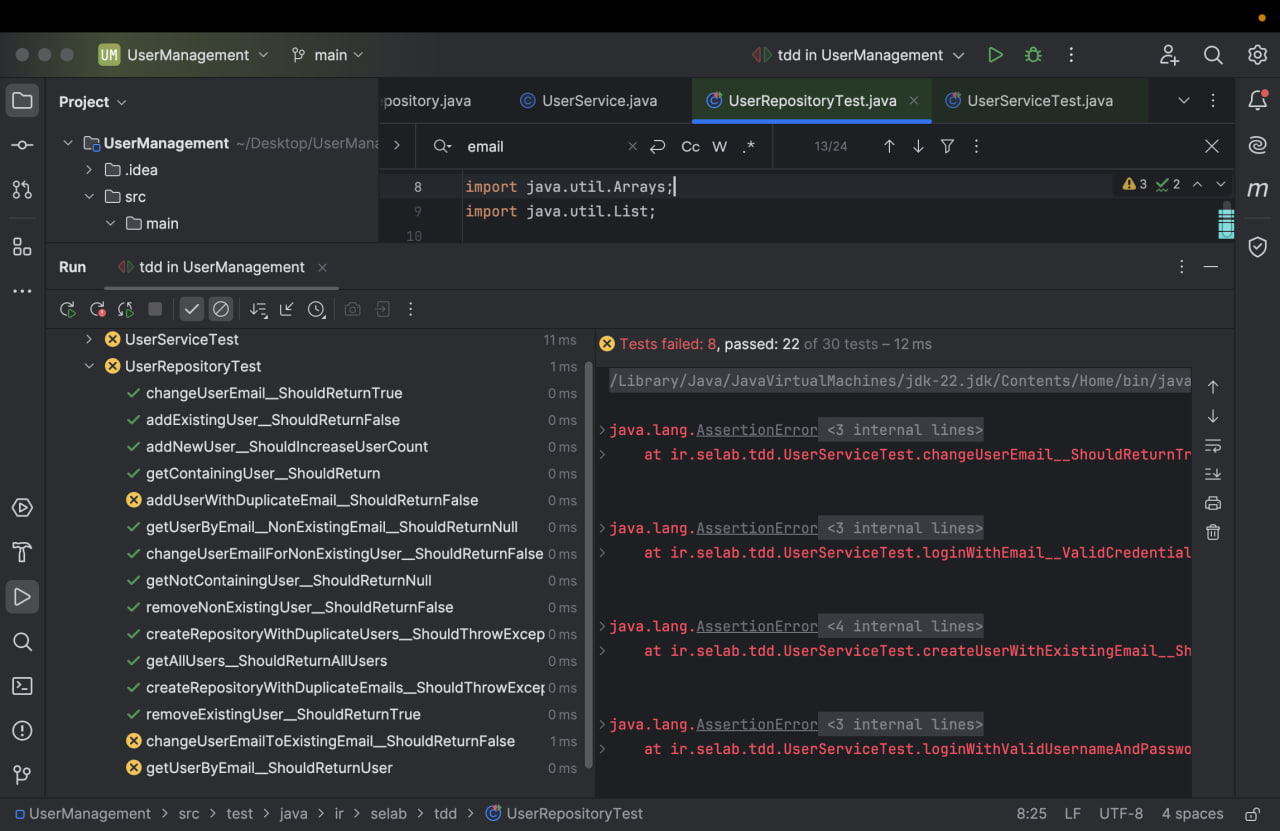 UM UserManagement main tdd in UserManagement
Project
pository.java UserService.java UserRepositoryTest.java UserServiceTest.java
UserManagement ~/Desktop/UserMana
email Cc W .* 13/24
.idea
src
main
8 import java.util.Arrays;
3 2
9 import java.util.List;
10
m
Run tdd in UserManagement
UserServiceTest 11 ms
UserRepositoryTest 1 ms
changeUserEmail__ShouldReturnTrue 0 ms
addExistingUser__ShouldReturnFalse 0 ms
addNewUser__ShouldIncreaseUserCount 0 ms
getContainingUser__ShouldReturn 0 ms
addUserWithDuplicateEmail__ShouldReturnFalse 0 ms
getUserByEmail__NonExistingEmail__ShouldReturnNull 0 ms
changeUserEmailForNonExistingUser__ShouldReturnFalse 0 ms
getNotContainingUser__ShouldReturnNull 0 ms
removeNonExistingUser__ShouldReturnFalse 0 ms
createRepositoryWithDuplicateUsers__ShouldThrowExcep 0 ms
getAllUsers__ShouldReturnAllUsers 0 ms
createRepositoryWithDuplicateEmails__ShouldThrowExcep 0 ms
removeExistingUser__ShouldReturnTrue 0 ms
changeUserEmailToExistingEmail__ShouldReturnFalse 1 ms
getUserByEmail__ShouldReturnUser 0 ms
Tests failed: 8, passed: 22 of 30 tests – 12 ms
/Library/Java/JavaVirtualMachines/jdk-22.jdk/Contents/Home/bin/java
java.lang.AssertionError <3 internal lines>
at ir.selab.tdd.UserServiceTest.changeUserEmail__ShouldReturnTr
java.lang.AssertionError <3 internal lines>
at ir.selab.tdd.UserServiceTest.loginWithEmail__ValidCredential
java.lang.AssertionError <4 internal lines>
at ir.selab.tdd.UserServiceTest.createUserWithExistingEmail__Sh
java.lang.AssertionError <3 internal lines>
at ir.selab.tdd.UserServiceTest.loginWithValidUsernameAndPasswo
UserManagement > src > test > java > ir > selab > tdd > UserRepositoryTest 8:25 LF UTF-8 4 spaces